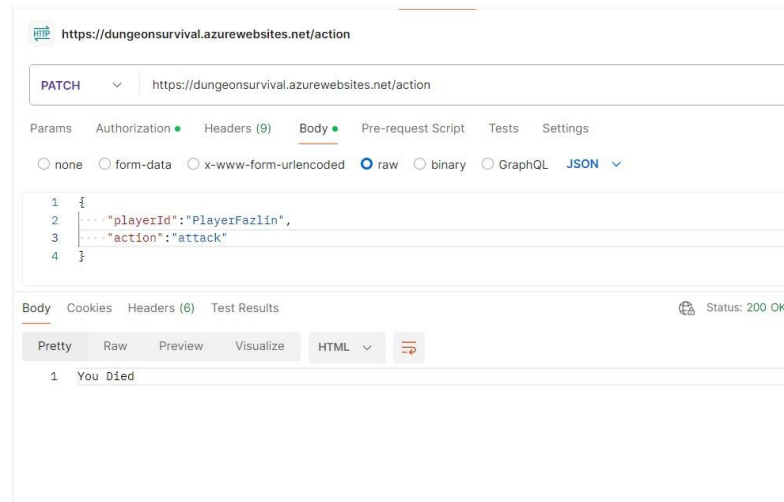 HTTP https://dungeonsurvival.azurewebsites.net/action
PATCH https://dungeonsurvival.azurewebsites.net/action
Params Authorization Headers (9) Body Pre-request Script Tests Settings
none form-data x-www-form-urlencoded raw binary GraphQL JSON
1 {
2 ····"playerId":"PlayerFazlin",
3 ····"action":"attack"
4 }
Body Cookies Headers (6) Test Results Status: 200 OK
Pretty Raw Preview Visualize HTML
1 You Died